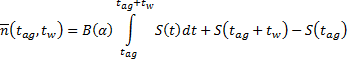 n̅(t_ag, t_w) = B(α) ∫_{t_ag}^{t_ag+t_w} S(t) dt + S(t_ag + t_w) − S(t_ag)